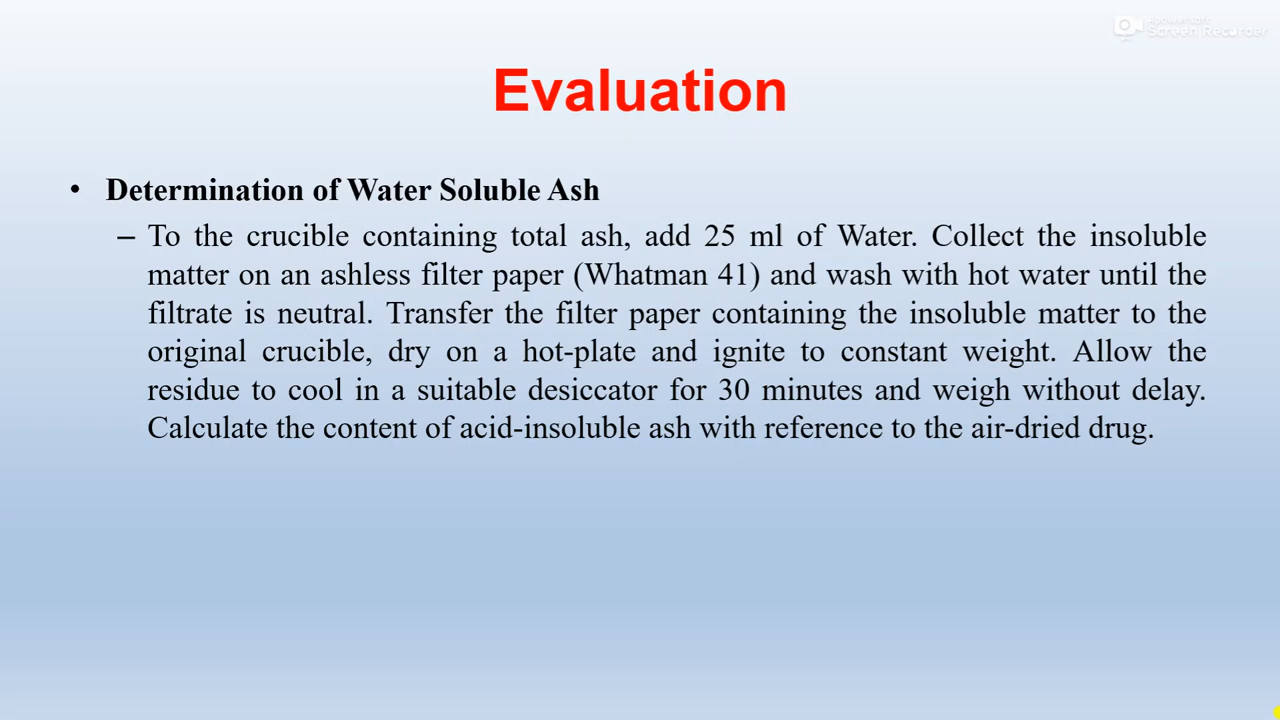 Apowersoft
Screen Recorder
Evaluation
• Determination of Water Soluble Ash
– To the crucible containing total ash, add 25 ml of Water. Collect the insoluble
matter on an ashless filter paper (Whatman 41) and wash with hot water until the
filtrate is neutral. Transfer the filter paper containing the insoluble matter to the
original crucible, dry on a hot-plate and ignite to constant weight. Allow the
residue to cool in a suitable desiccator for 30 minutes and weigh without delay.
Calculate the content of acid-insoluble ash with reference to the air-dried drug.